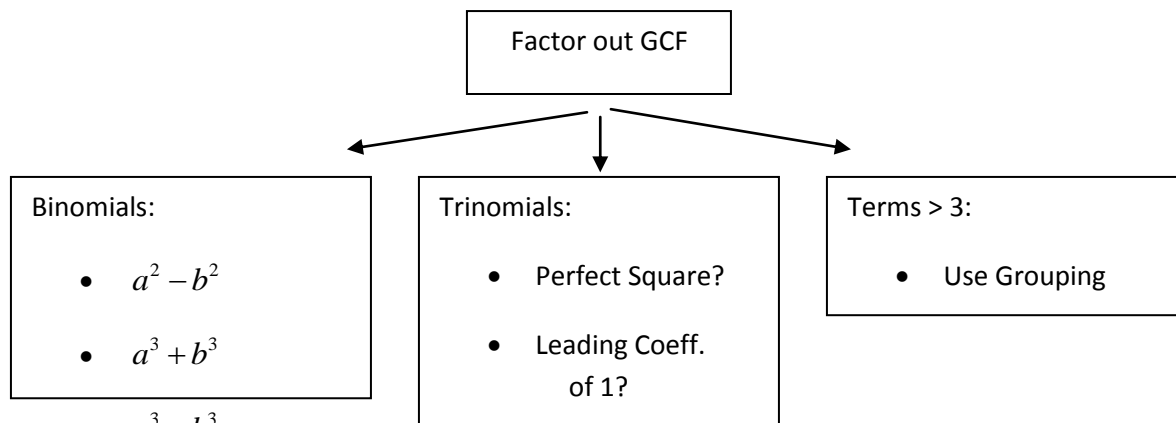 Factor out GCF
Binomials:
• a² − b²
• a³ + b³
Trinomials:
• Perfect Square?
• Leading Coeff.
of 1?
Terms > 3:
• Use Grouping